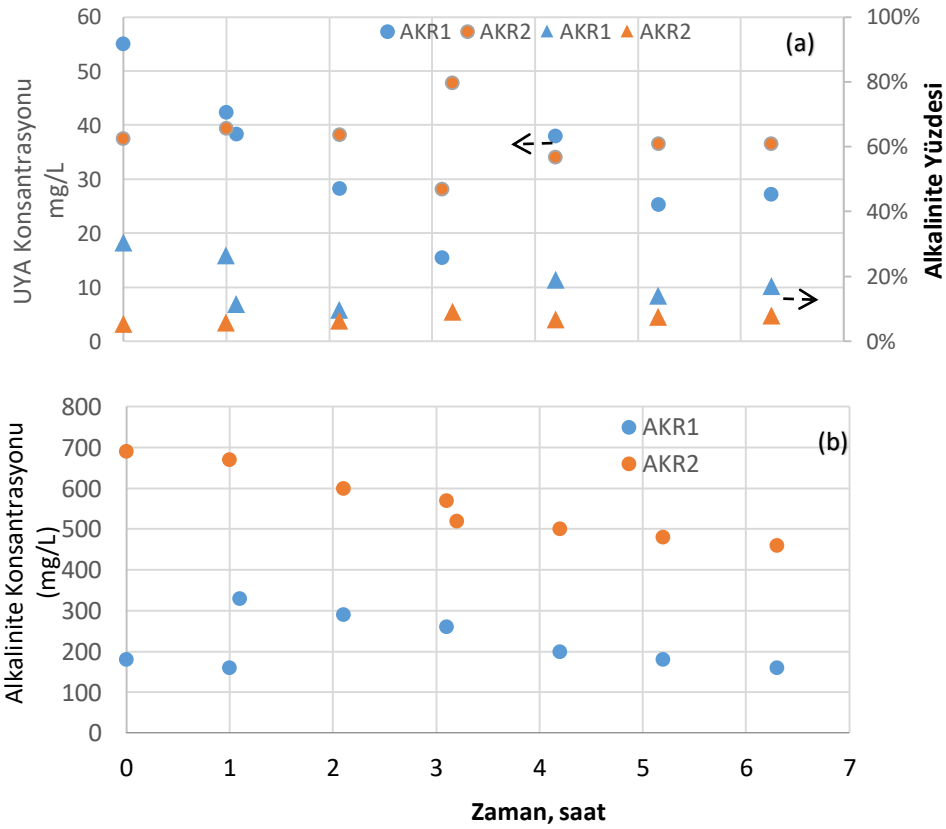 AKR1 AKR2 AKR1 AKR2
(a)
UYA Konsantrasyonu
mg/L
60
50
40
30
20
10
0
100%
80%
60%
40%
20%
0%
Alkalinite Yüzdesi
Alkalinite Konsantrasyonu
(mg/L)
800
700
600
500
400
300
200
100
0
AKR1
AKR2
(b)
0 1 2 3 4 5 6 7
Zaman, saat